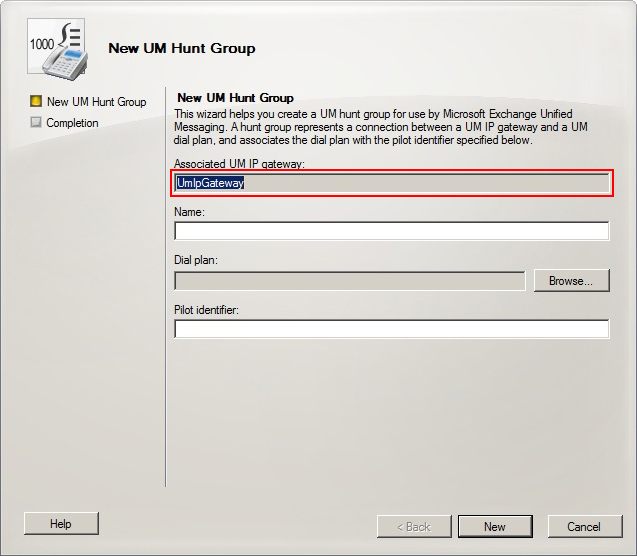 1000
New UM Hunt Group
New UM Hunt Group
Completion
New UM Hunt Group
This wizard helps you create a UM hunt group for use by Microsoft Exchange Unified
Messaging. A hunt group represents a connection between a UM IP gateway and a UM
dial plan, and associates the dial plan with the pilot identifier specified below.
Associated UM IP gateway:
UmIpGateway
Name:
Dial plan:
Browse...
Pilot identifier:
Help
< Back
New
Cancel